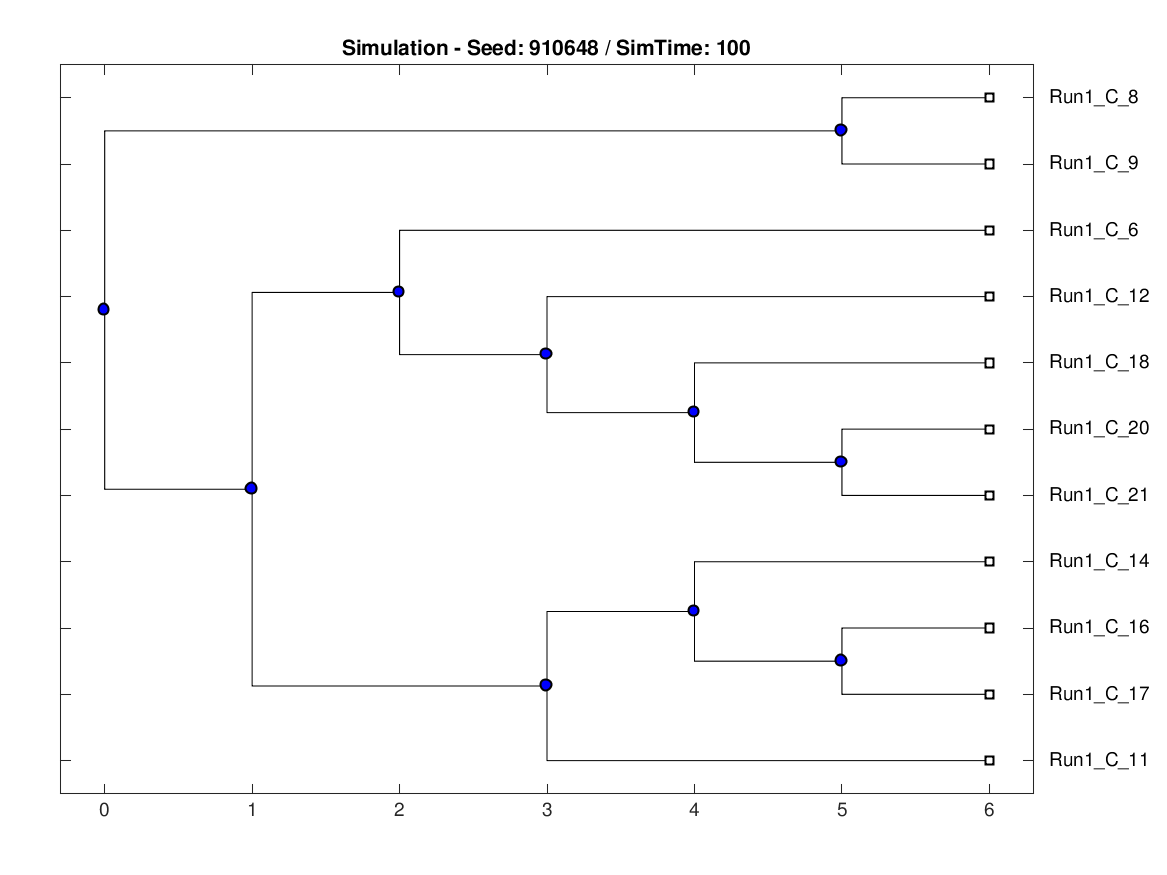 Simulation - Seed: 910648 / SimTime: 100
Run1_C_8
Run1_C_9
Run1_C_6
Run1_C_12
Run1_C_18
Run1_C_20
Run1_C_21
Run1_C_14
Run1_C_16
Run1_C_17
Run1_C_11
0 1 2 3 4 5 6